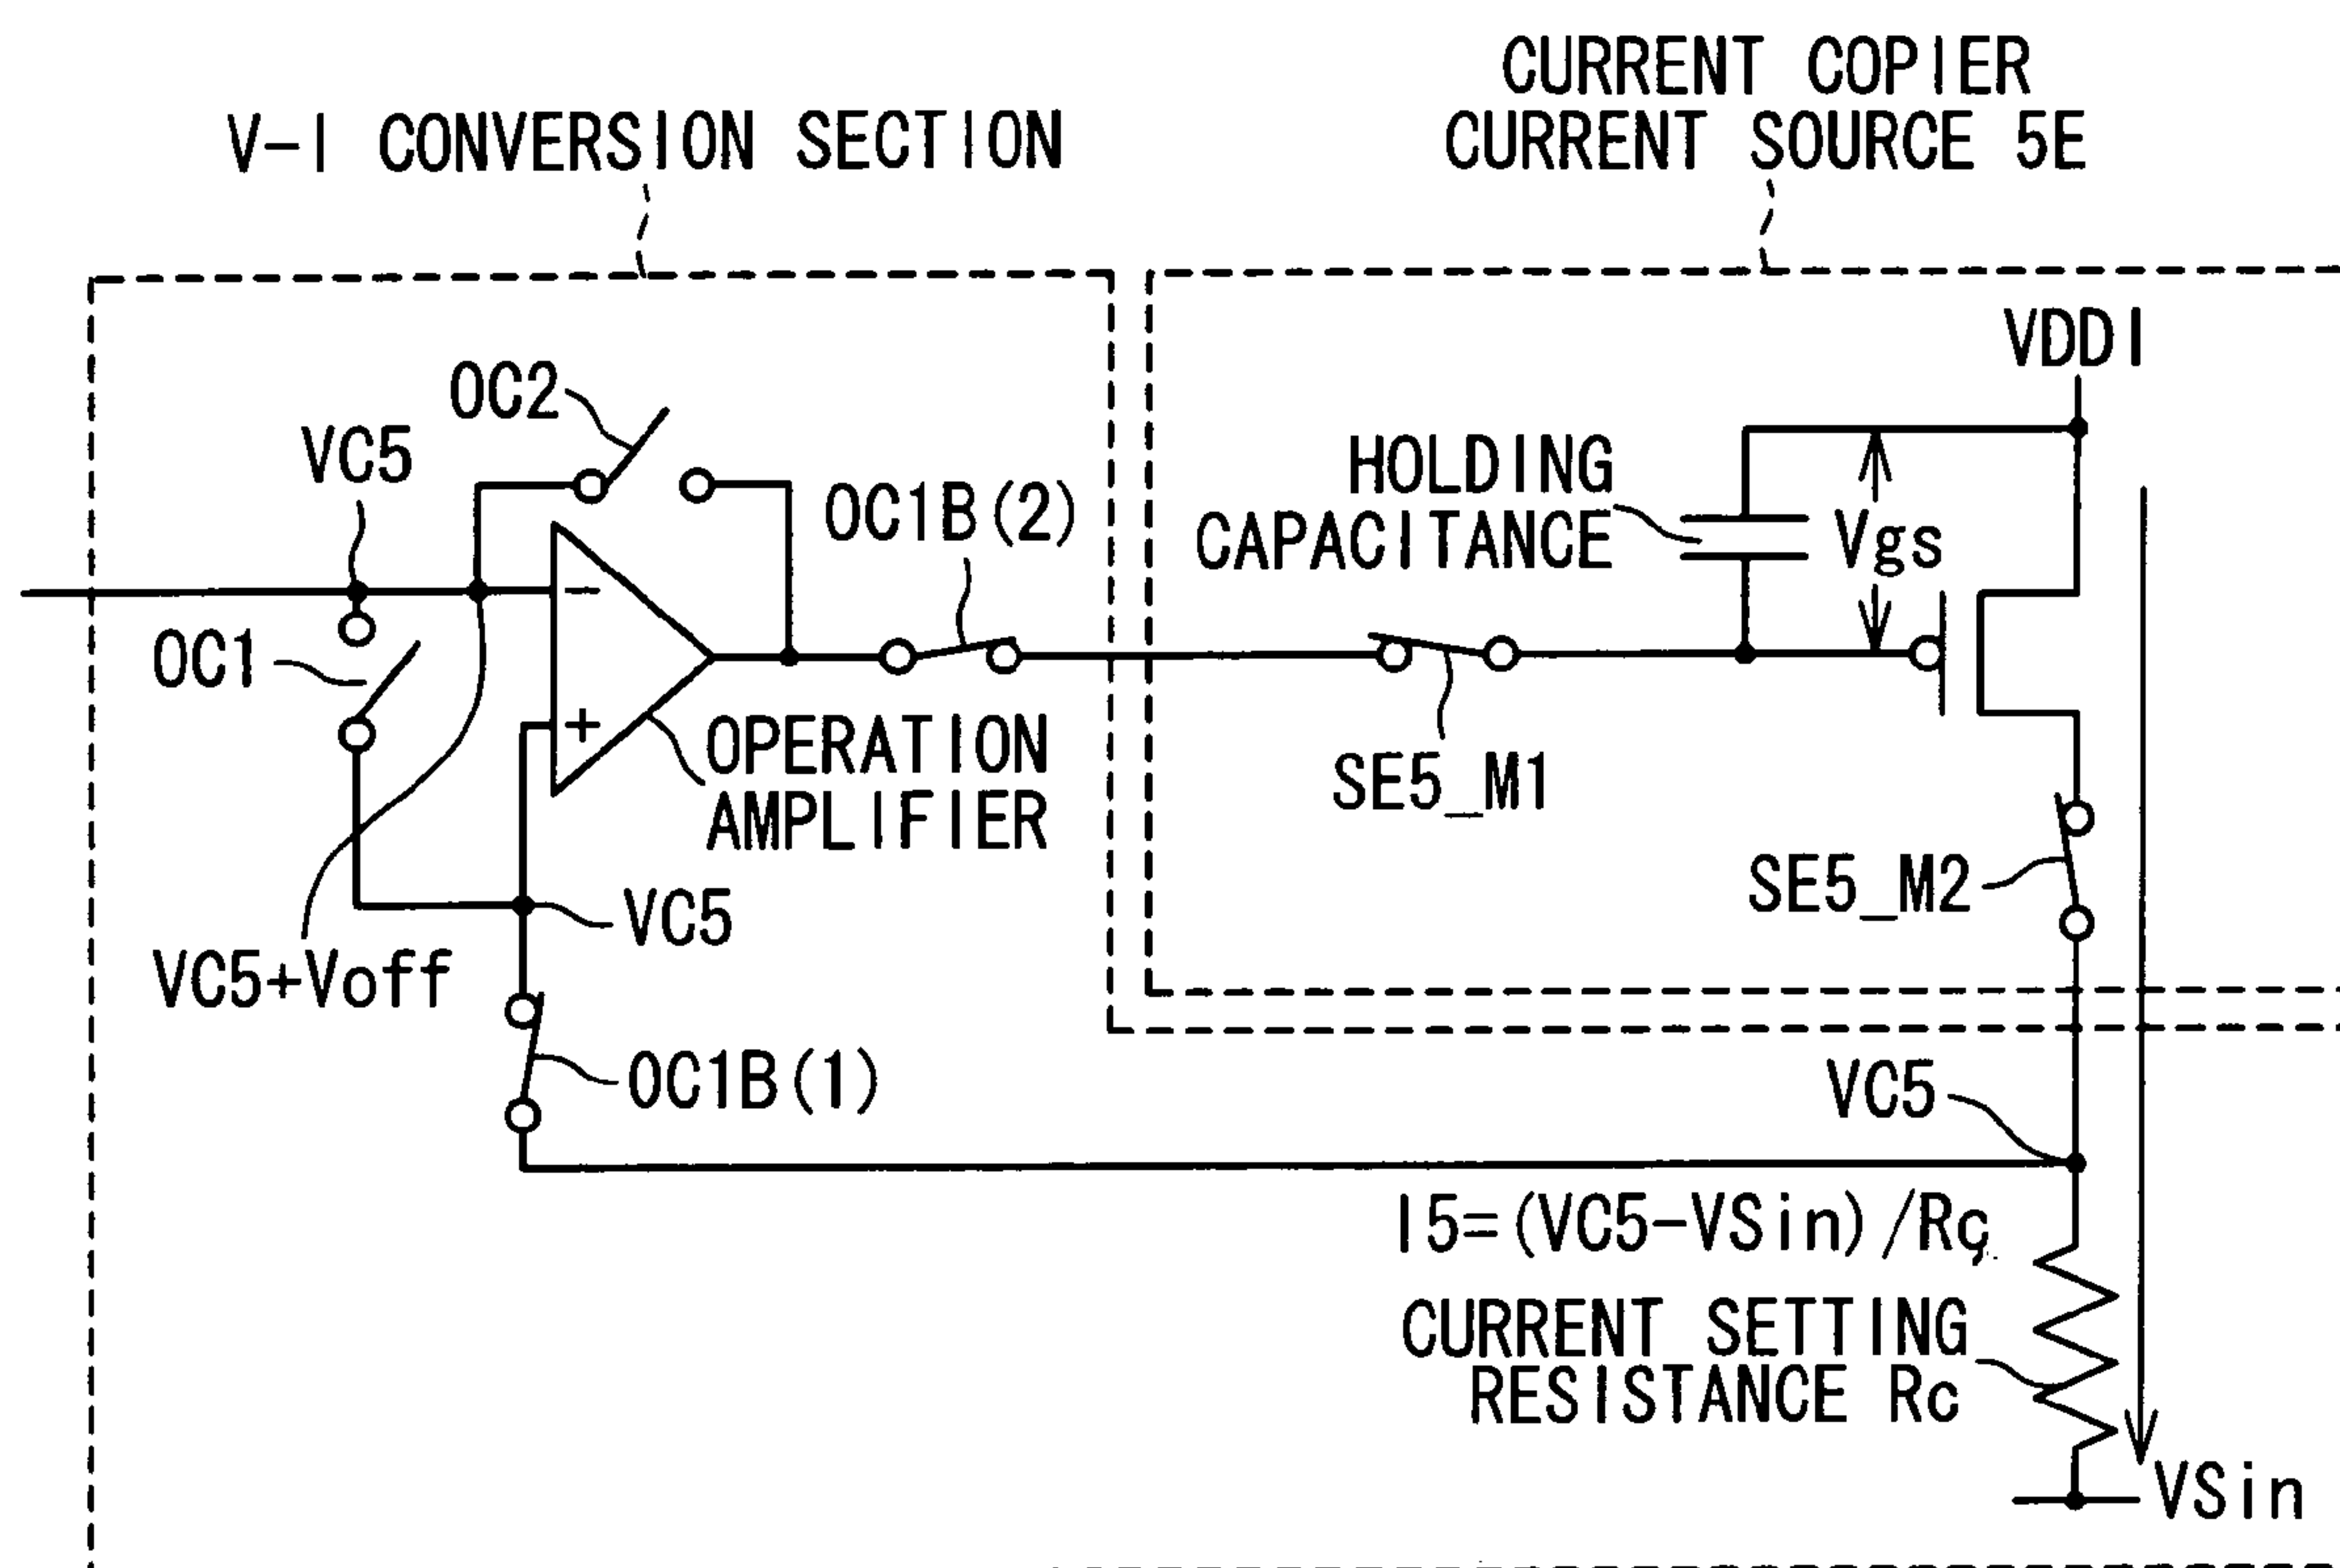 CURRENT COPIER
CURRENT SOURCE 5E
V-I CONVERSION SECTION
VDDI
OC2
VC5
HOLDING
CAPACITANCE
Vgs
OC1B(2)
OC1
-
+
OPERATION
AMPLIFIER
SE5_M1
SE5_M2
VC5
VC5+Voff
OC1B(1)
VC5
I5=(VC5-VSin)/Rc
CURRENT SETTING
RESISTANCE Rc
VSin